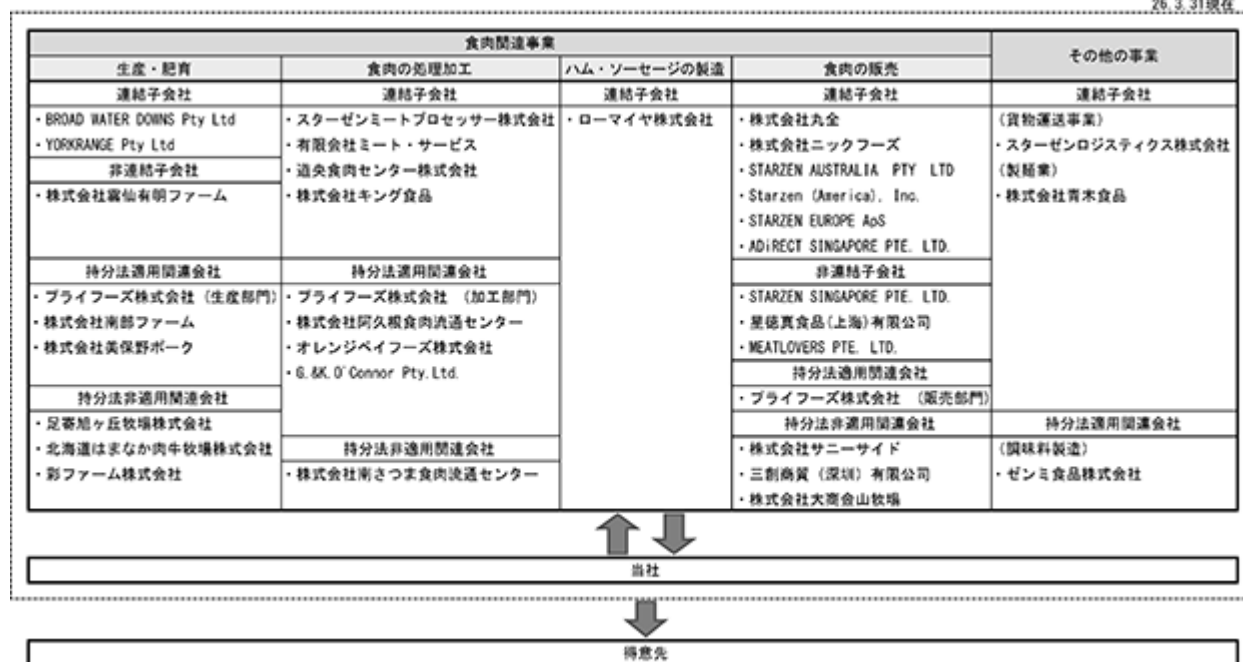 26.3.31現在
食肉関連事業
その他の事業
生産・肥育
食肉の処理加工
ハム・ソーセージの製造
食肉の販売
連結子会社
・BROAD WATER DOWNS Pty Ltd
・YORKRANGE Pty Ltd
非連結子会社
・株式会社雲仙有明ファーム
持分法適用関連会社
・プライフーズ株式会社（生産部門）
・株式会社南部ファーム
・株式会社美保野ポーク
持分法非適用関連会社
・足寄旭ヶ丘牧場株式会社
・北海道はまなか肉牛牧場株式会社
・彩ファーム株式会社
連結子会社
・スターゼンミートプロセッサー株式会社
・有限会社ミート・サービス
・道央食肉センター株式会社
・株式会社キング食品
持分法適用関連会社
・プライフーズ株式会社　（加工部門）
・株式会社阿久根食肉流通センター
・オレンジベイフーズ株式会社
・G.&K.O'Connor Pty.Ltd.
持分法非適用関連会社
・株式会社南さつま食肉流通センター
連結子会社
・ローマイヤ株式会社
連結子会社
・株式会社丸全
・株式会社ニックフーズ
・STARZEN AUSTRALIA PTY LTD
・Starzen (America), Inc.
・STARZEN EUROPE ApS
・ADiRECT SINGAPORE PTE. LTD.
非連結子会社
・STARZEN SINGAPORE PTE. LTD.
・星徳真食品(上海)有限公司
・MEATLOVERS PTE. LTD.
持分法適用関連会社
・プライフーズ株式会社　（販売部門）
持分法非適用関連会社
・株式会社サニーサイド
・三創商貿（深圳）有限公司
・株式会社大商金山牧場
連結子会社
（貨物運送事業）
・スターゼンロジスティクス株式会社
（製麺業）
・株式会社青木食品
持分法適用関連会社
（調味料製造）
・ゼンミ食品株式会社
当社
得意先